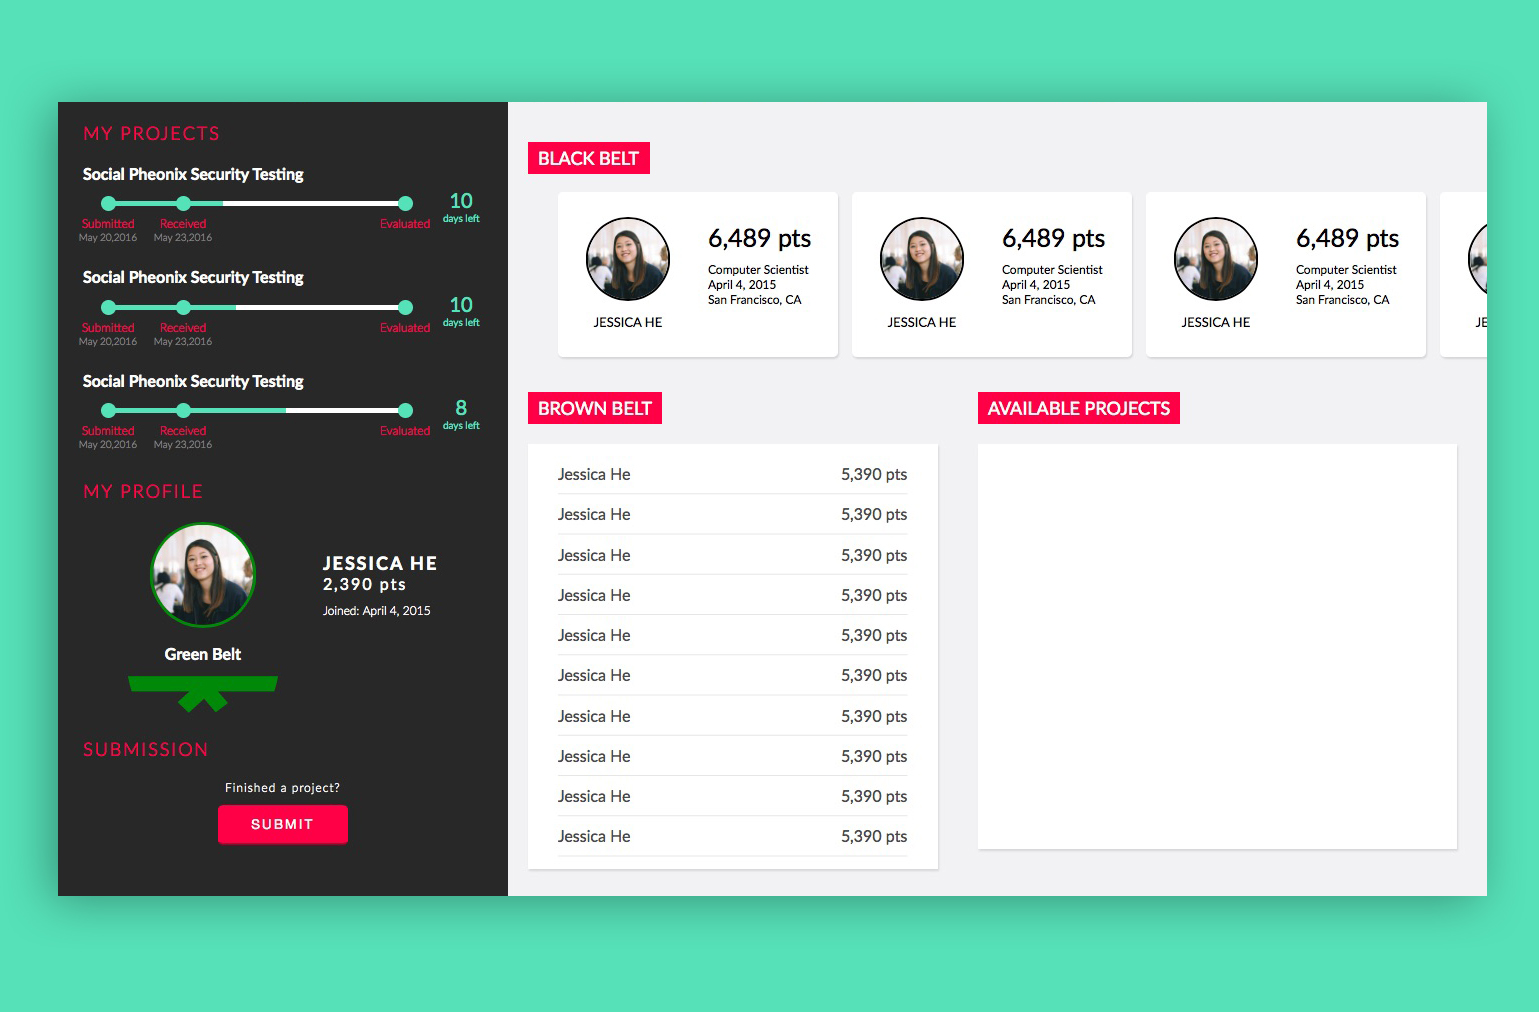 MY PROJECTS
Social Pheonix Security Testing
10
days left
Submitted Received Evaluated
May 20,2016 May 23,2016
Social Pheonix Security Testing
10
days left
Submitted Received Evaluated
May 20,2016 May 23,2016
Social Pheonix Security Testing
8
days left
Submitted Received Evaluated
May 20,2016 May 23,2016
MY PROFILE
JESSICA HE
2,390 pts
Joined: April 4, 2015
Green Belt
SUBMISSION
Finished a project?
SUBMIT
BLACK BELT
6,489 pts
Computer Scientist
April 4, 2015
San Francisco, CA
JESSICA HE
6,489 pts
Computer Scientist
April 4, 2015
San Francisco, CA
JESSICA HE
6,489 pts
Computer Scientist
April 4, 2015
San Francisco, CA
JESSICA HE
JE
BROWN BELT
Jessica He 5,390 pts
Jessica He 5,390 pts
Jessica He 5,390 pts
Jessica He 5,390 pts
Jessica He 5,390 pts
Jessica He 5,390 pts
Jessica He 5,390 pts
Jessica He 5,390 pts
Jessica He 5,390 pts
Jessica He 5,390 pts
AVAILABLE PROJECTS